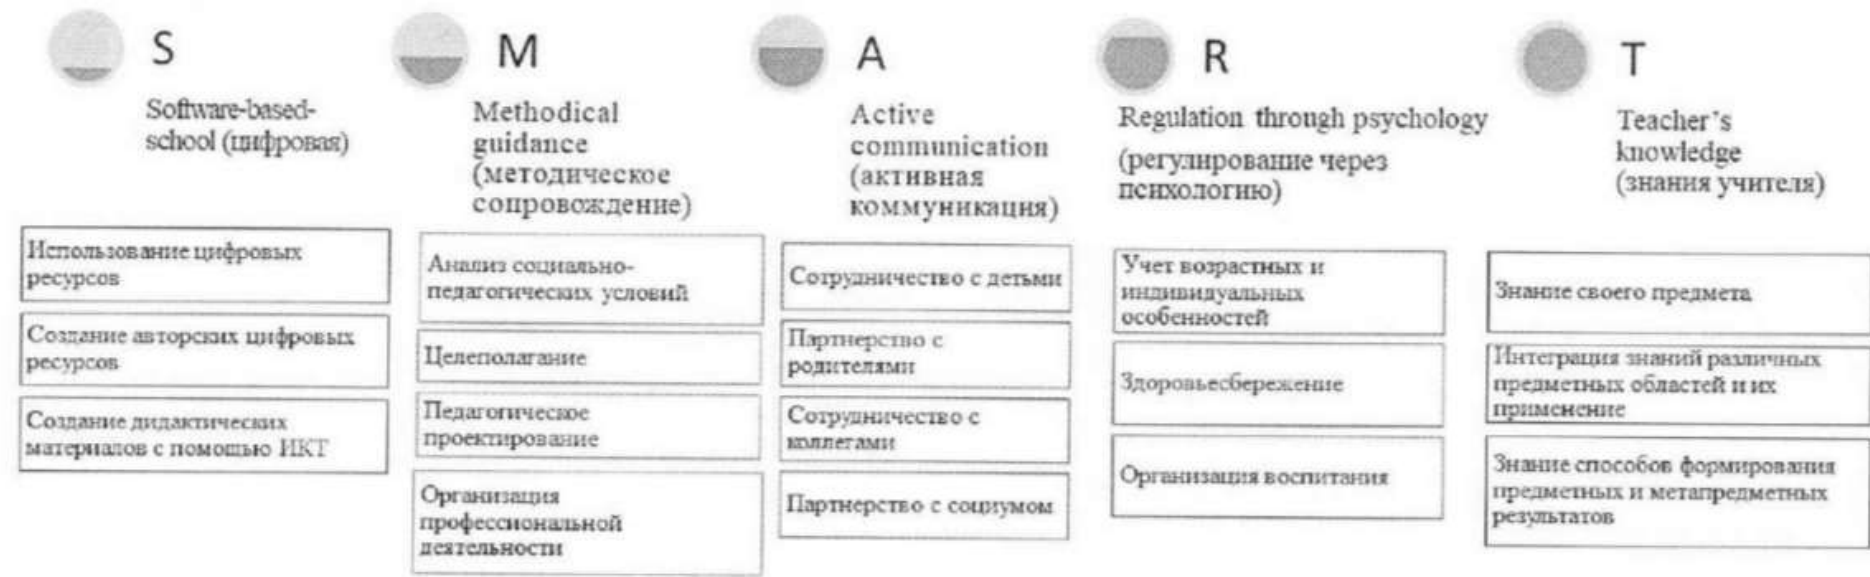 S
Software-based-
school (цифровая)
Использование цифровых
ресурсов
Создание авторских цифровых
ресурсов
Создание дидактических
материалов с помощью ИКТ
M
Methodical
guidance
(методическое
сопровождение)
Анализ социально-
педагогических условий
Целеполагание
Педагогическое
проектирование
Организация
профессиональной
деятельности
A
Active
communication
(активная
коммуникация)
Сотрудничество с детьми
Партнерство с
родителями
Сотрудничество с
коллегами
Партнерство с социумом
R
Regulation through psychology
(регулирование через
психологию)
Учет возрастных и
индивидуальных
особенностей
Здоровьесбережение
Организация воспитания
T
Teacher's
knowledge
(знания учителя)
Знание своего предмета
Интеграция знаний различных
предметных областей и их
применение
Знание способов формирования
предметных и метапредметных
результатов